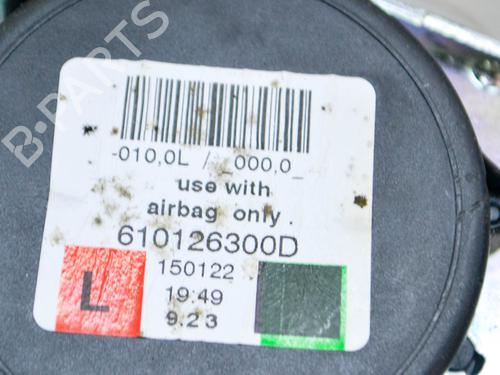 B-PARTS
-010,0L / _000,0_
use with
airbag only .
610126300D
150122
L
19:49
9:23